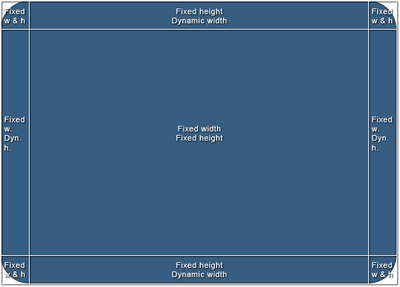 Fixed
w & h
Fixed height
Dynamic width
Fixed
w & h
Fixed
w.
Dyn.
h.
Fixed width
Fixed height
Fixed
w.
Dyn.
h.
Fixed
w & h
Fixed height
Dynamic width
Fixed
w & h